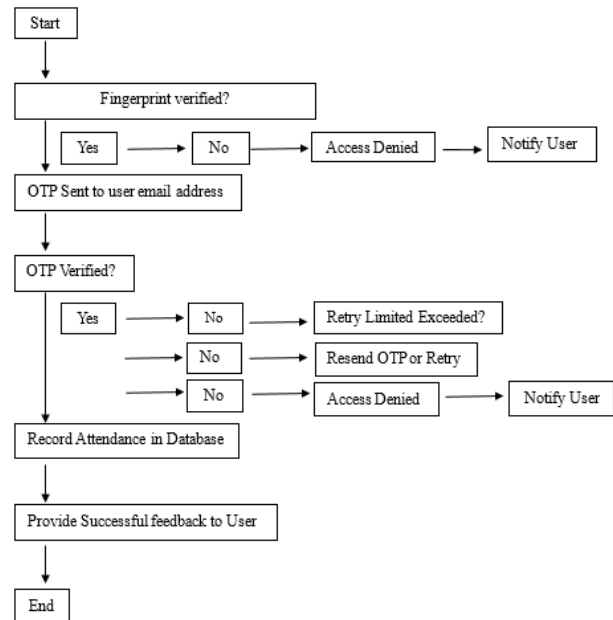 Start
Fingerprint verified?
Yes No Access Denied Notify User
OTP Sent to user email address
OTP Verified?
Yes No Retry Limited Exceeded?
No Resend OTP or Retry
No Access Denied Notify User
Record Attendance in Database
Provide Successful feedback to User
End